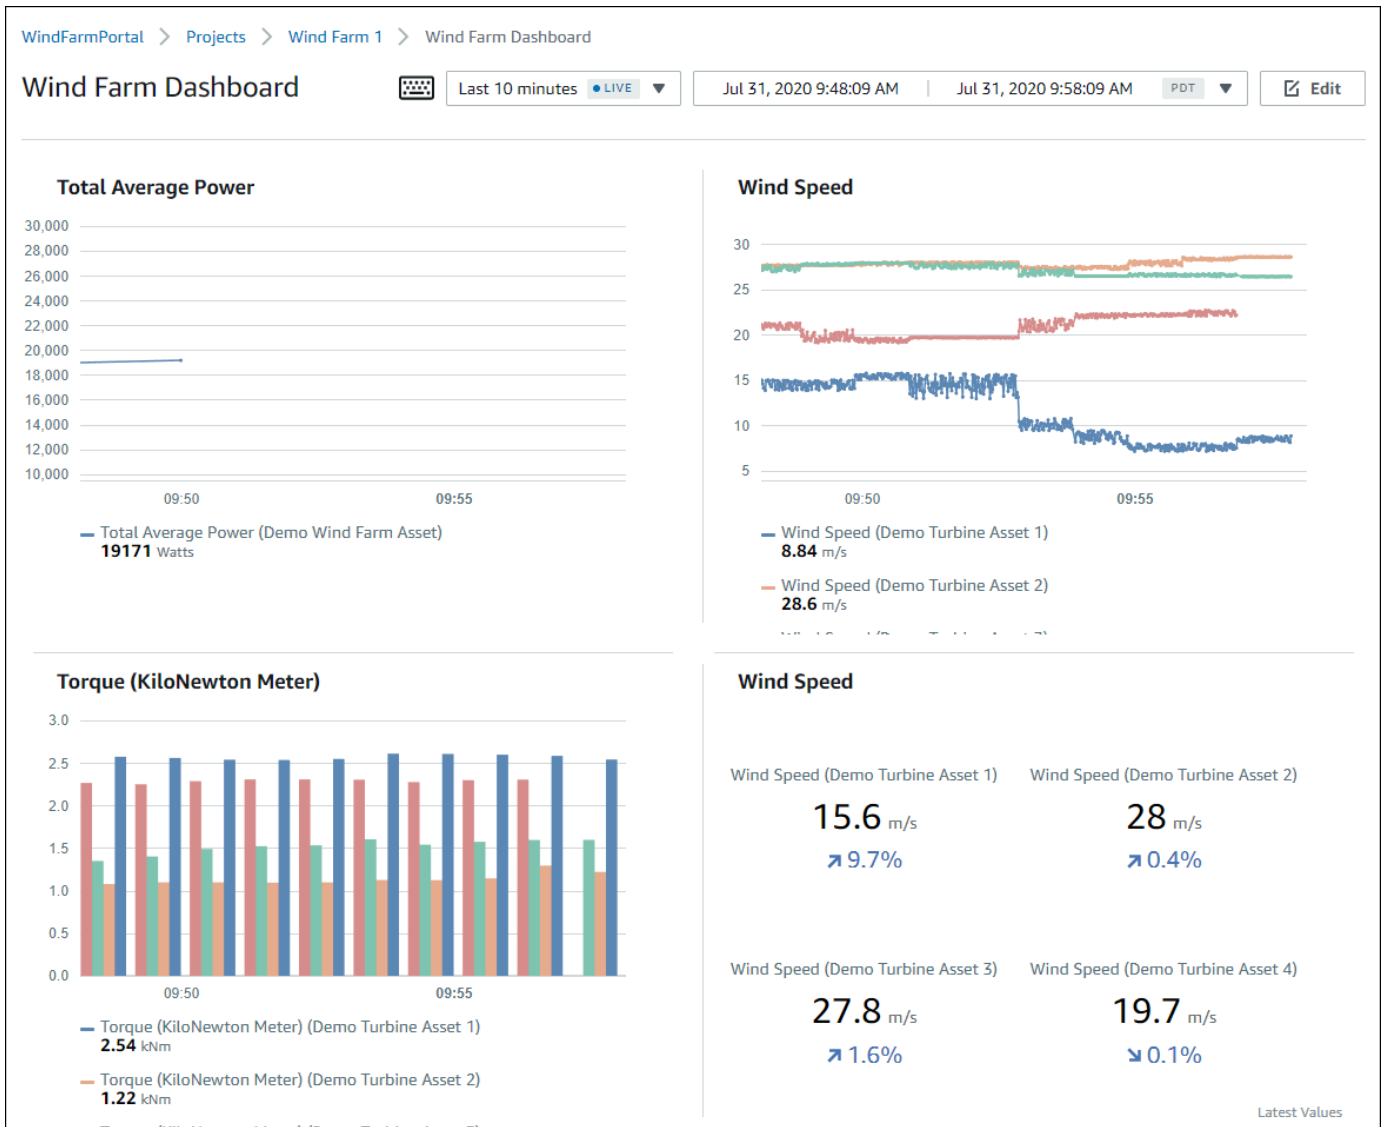 WindFarmPortal > Projects > Wind Farm 1 > Wind Farm Dashboard
Wind Farm Dashboard
Last 10 minutes • LIVE ▼
Jul 31, 2020 9:48:09 AM | Jul 31, 2020 9:58:09 AM PDT ▼
Edit
Total Average Power
30,000
28,000
26,000
24,000
22,000
20,000
18,000
16,000
14,000
12,000
10,000
09:50 09:55
Total Average Power (Demo Wind Farm Asset)
19171 Watts
Wind Speed
30
25
20
15
10
5
09:50 09:55
Wind Speed (Demo Turbine Asset 1)
8.84 m/s
Wind Speed (Demo Turbine Asset 2)
28.6 m/s
Torque (KiloNewton Meter)
3.0
2.5
2.0
1.5
1.0
0.5
0.0
09:50 09:55
Torque (KiloNewton Meter) (Demo Turbine Asset 1)
2.54 kNm
Torque (KiloNewton Meter) (Demo Turbine Asset 2)
1.22 kNm
Wind Speed
Wind Speed (Demo Turbine Asset 1)
15.6 m/s
9.7%
Wind Speed (Demo Turbine Asset 2)
28 m/s
0.4%
Wind Speed (Demo Turbine Asset 3)
27.8 m/s
1.6%
Wind Speed (Demo Turbine Asset 4)
19.7 m/s
0.1%
Latest Values